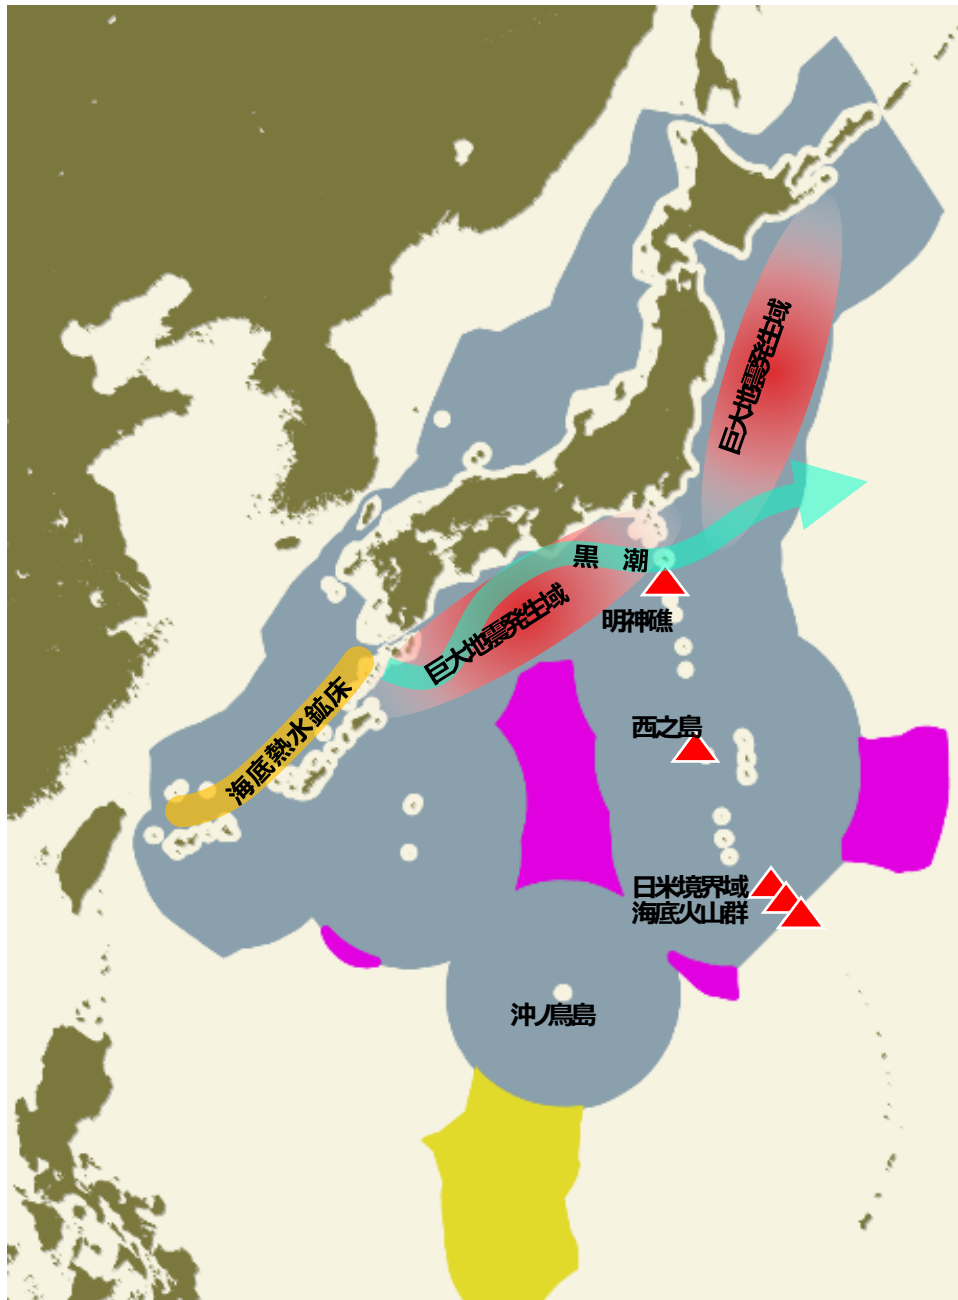 巨大地震発生域
黒 潮
巨大地震発生域
明神礁
海底熱水鉱床
西之島
日米境界域
海底火山群
沖ノ鳥島